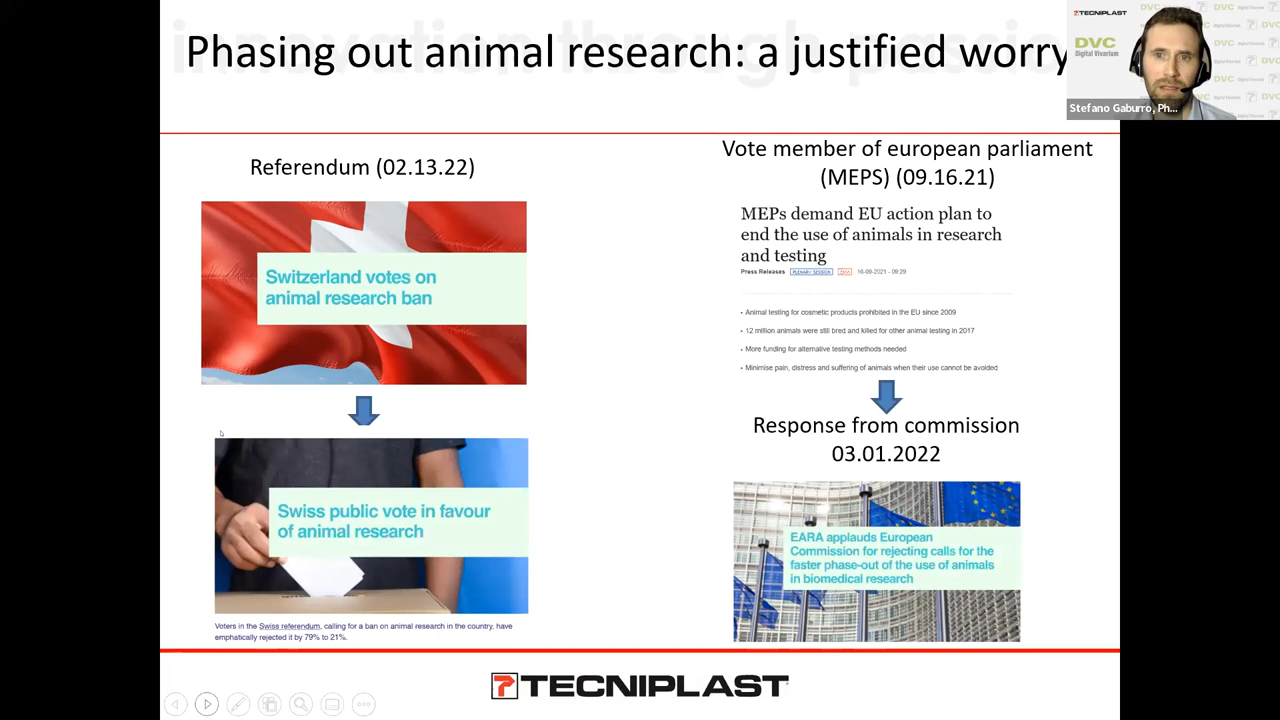 Phasing out animal research: a justified worry
TECNIPLAST
DVC
Digital Vivarium
Stefano Gaburro, Ph...
Referendum (02.13.22)
Switzerland votes on
animal research ban
Swiss public vote in favour
of animal research
Voters in the Swiss referendum, calling for a ban on animal research in the country, have
emphatically rejected it by 79% to 21%.
Vote member of european parliament
(MEPS) (09.16.21)
MEPs demand EU action plan to
end the use of animals in research
and testing
Press Releases PLENARY SESSION ENVI 16-09-2021 - 09:29
• Animal testing for cosmetic products prohibited in the EU since 2009
• 12 million animals were still bred and killed for other animal testing in 2017
• More funding for alternative testing methods needed
• Minimise pain, distress and suffering of animals when their use cannot be avoided
Response from commission
03.01.2022
EARA applauds European
Commission for rejecting calls for the
faster phase-out of the use of animals
in biomedical research
TECNIPLAST